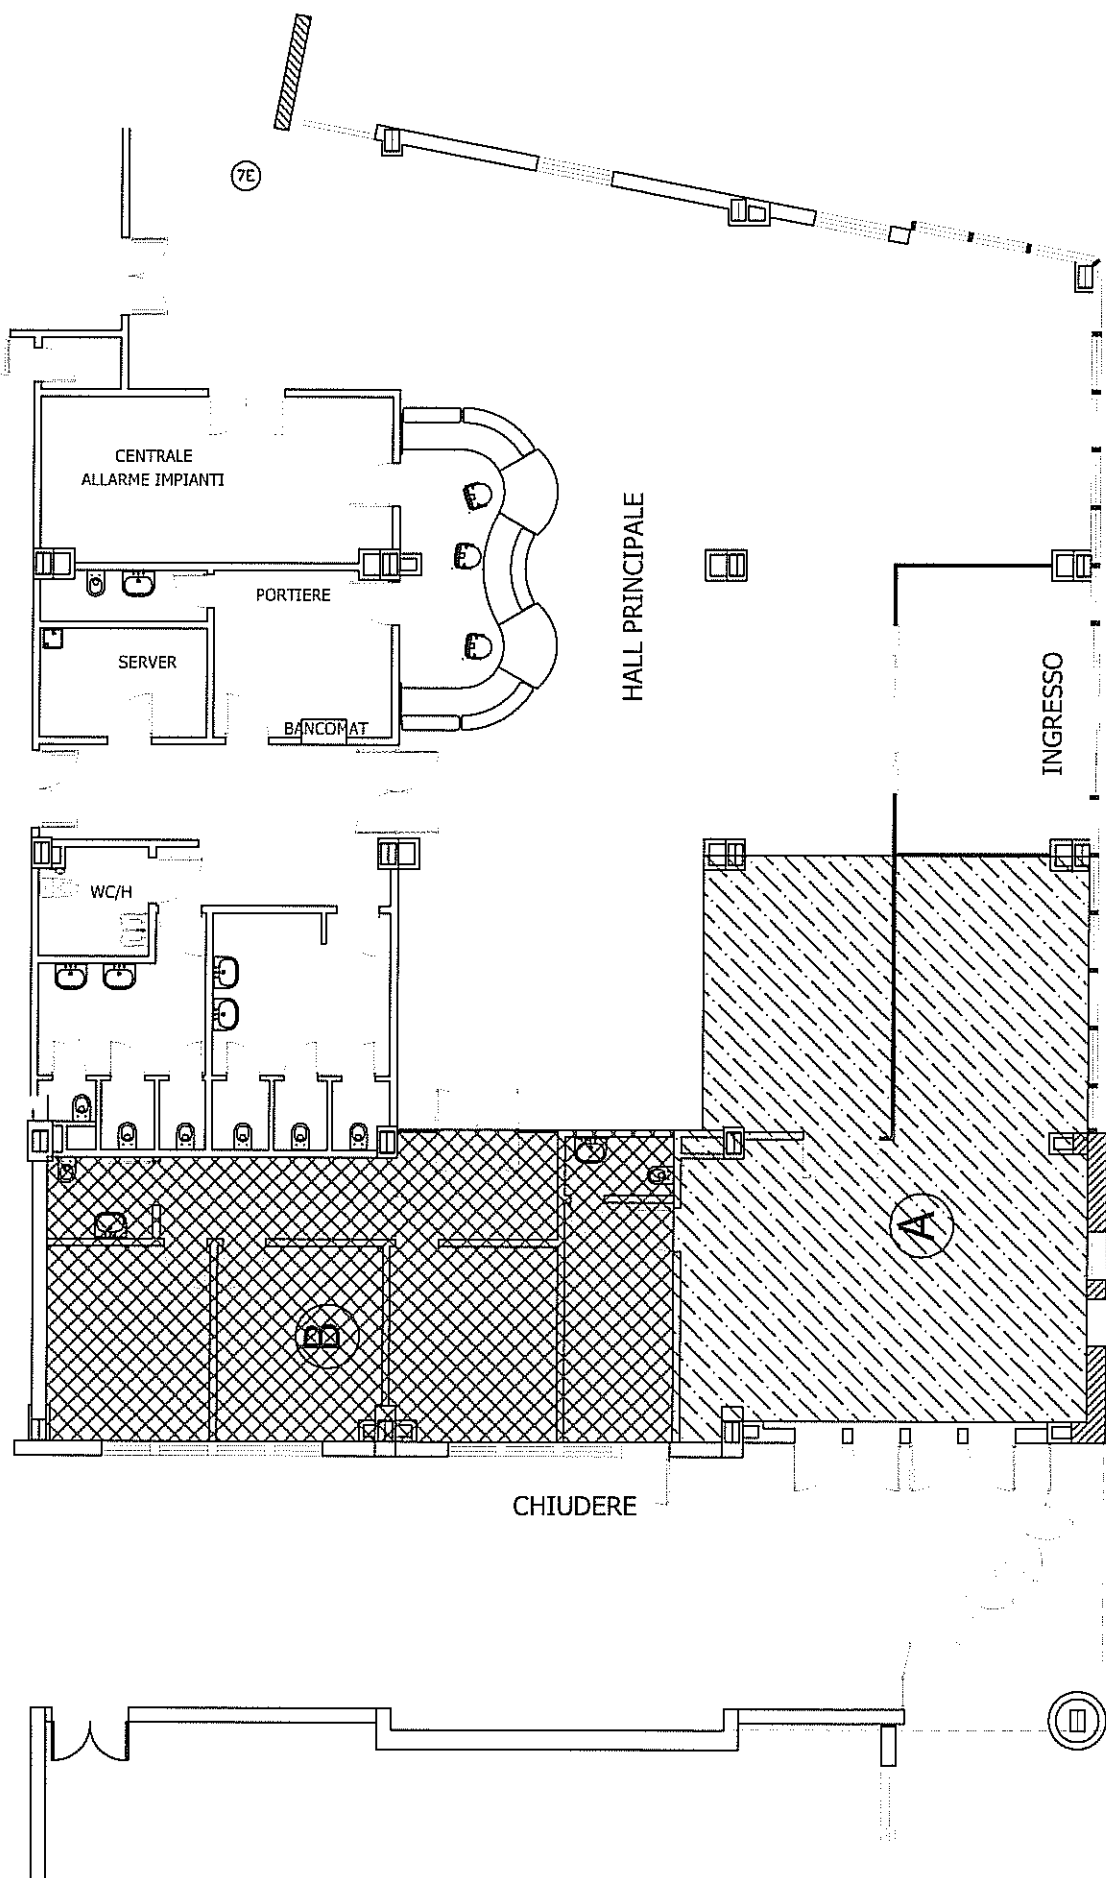 7E
CENTRALE
ALLARME IMPIANTI
PORTIERE
SERVER
BANCOMAT
HALL PRINCIPALE
INGRESSO
WC/H
A
B
CHIUDERE